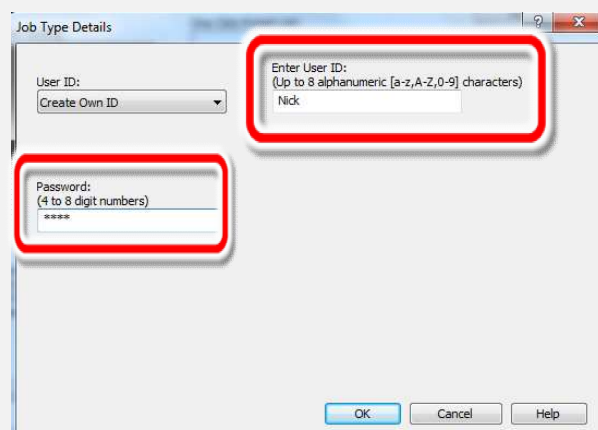 Job Type Details
User ID:
Create Own ID
Enter User ID:
(Up to 8 alphanumeric [a-z,A-Z,0-9] characters)
Nick
Password:
(4 to 8 digit numbers)
****
OK
Cancel
Help